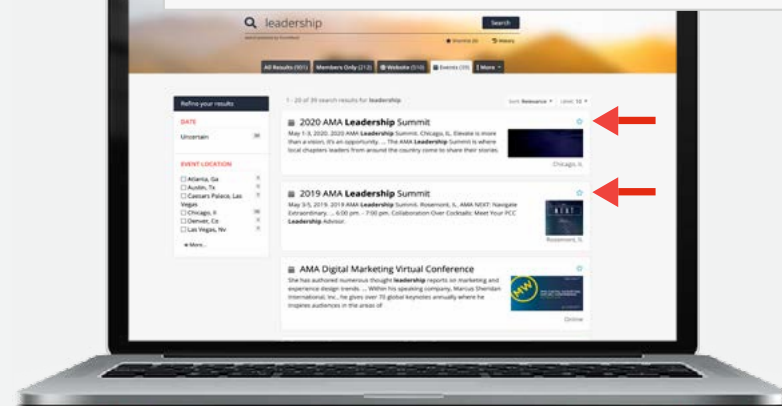 leadership
Search
Wishlist (0) History
All Results (901) Members Only (212) Website (510) Events (39) More
Refine your results
DATE
Uncertain
EVENT LOCATION
Atlanta, Ga
Austin, Tx
Caesars Palace, Las
Vegas
Chicago, Il
Denver, Co
Las Vegas, Nv
More...
1 - 20 of 39 search results for leadership
Sort: Relevance Limit: 10
2020 AMA Leadership Summit
May 1-3, 2020. 2020 AMA Leadership Summit. Chicago, IL. Elevate is more
than a vision, it's an opportunity. ... The AMA Leadership Summit is where
local chapters leaders from around the country come to share their stories.
Chicago, IL
2019 AMA Leadership Summit
May 3-5, 2019. 2019 AMA Leadership Summit. Rosemont, IL. AMA NEXT: Navigate
Extraordinary. ... 6:00 pm. - 7:00 pm. Collaboration Over Cocktails: Meet Your PCC
Leadership Advisor.
NEXT
Rosemont, IL
AMA Digital Marketing Virtual Conference
She has authored numerous thought leadership reports on marketing and
experience design trends. ... Within his speaking company, Marcus Sheridan
International, Inc., he gives over 70 global keynotes annually where he
inspires audiences in the areas of
Online